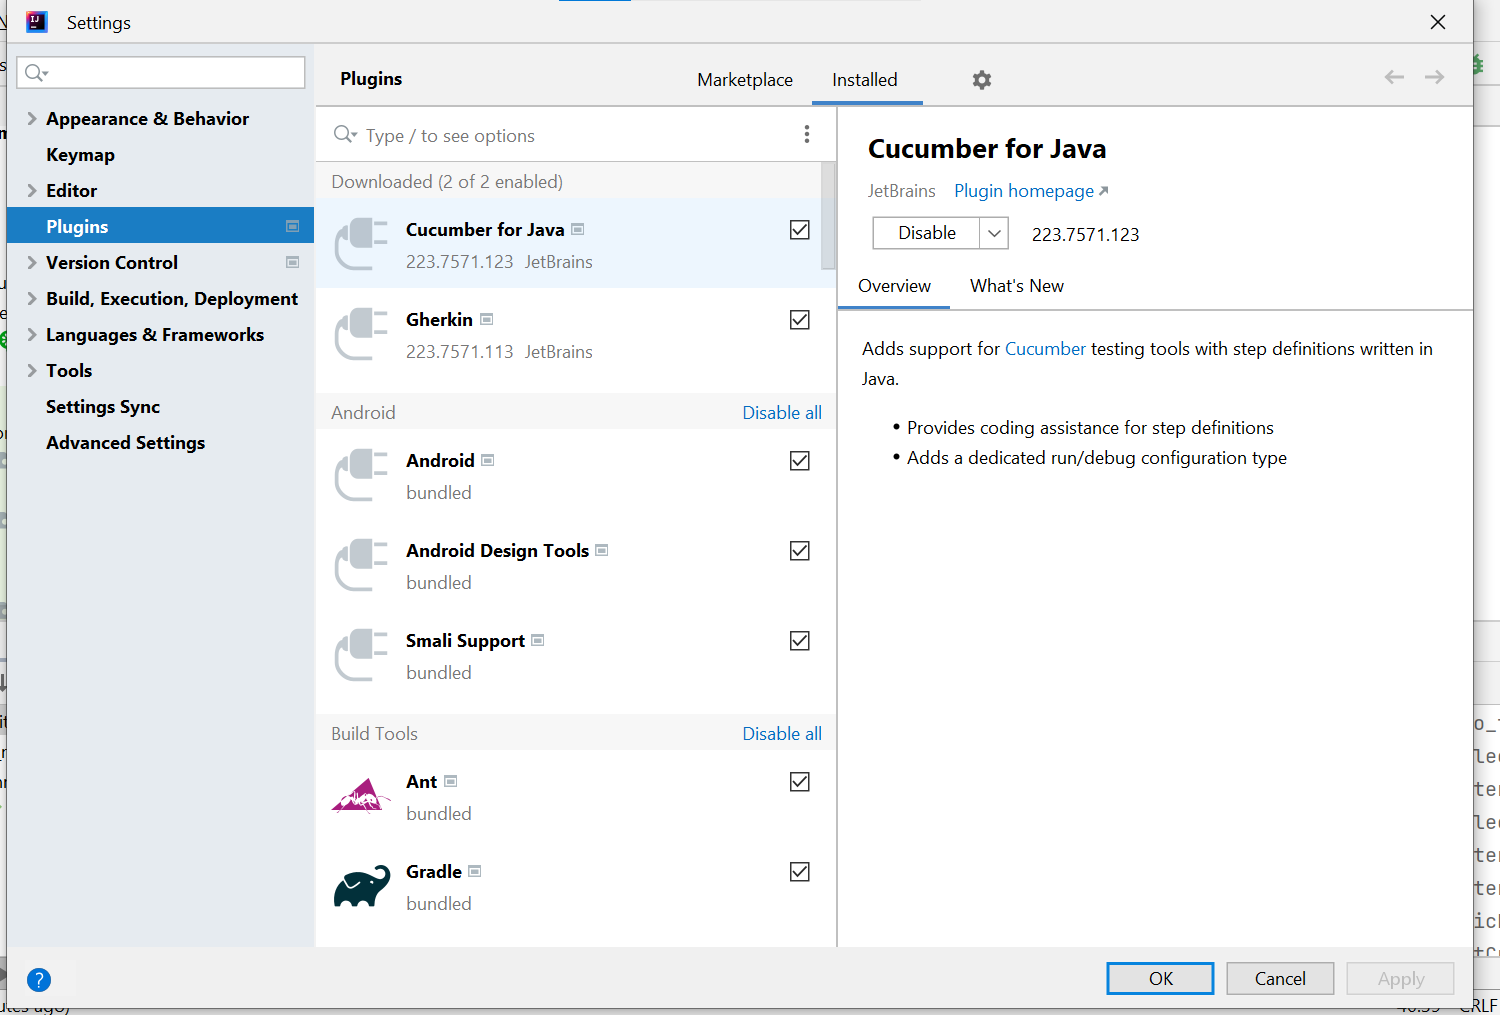 Settings
Plugins
Marketplace
Installed
Appearance & Behavior
Keymap
Editor
Plugins
Version Control
Build, Execution, Deployment
Languages & Frameworks
Tools
Settings Sync
Advanced Settings
Type / to see options
Downloaded (2 of 2 enabled)
Cucumber for Java
223.7571.123 JetBrains
Gherkin
223.7571.113 JetBrains
Android Disable all
Android
bundled
Android Design Tools
bundled
Smali Support
bundled
Build Tools Disable all
Ant
bundled
Gradle
bundled
Cucumber for Java
JetBrains Plugin homepage
Disable 223.7571.123
Overview What's New
Adds support for Cucumber testing tools with step definitions written in
Java.
• Provides coding assistance for step definitions
• Adds a dedicated run/debug configuration type
?
OK Cancel Apply
CRLF